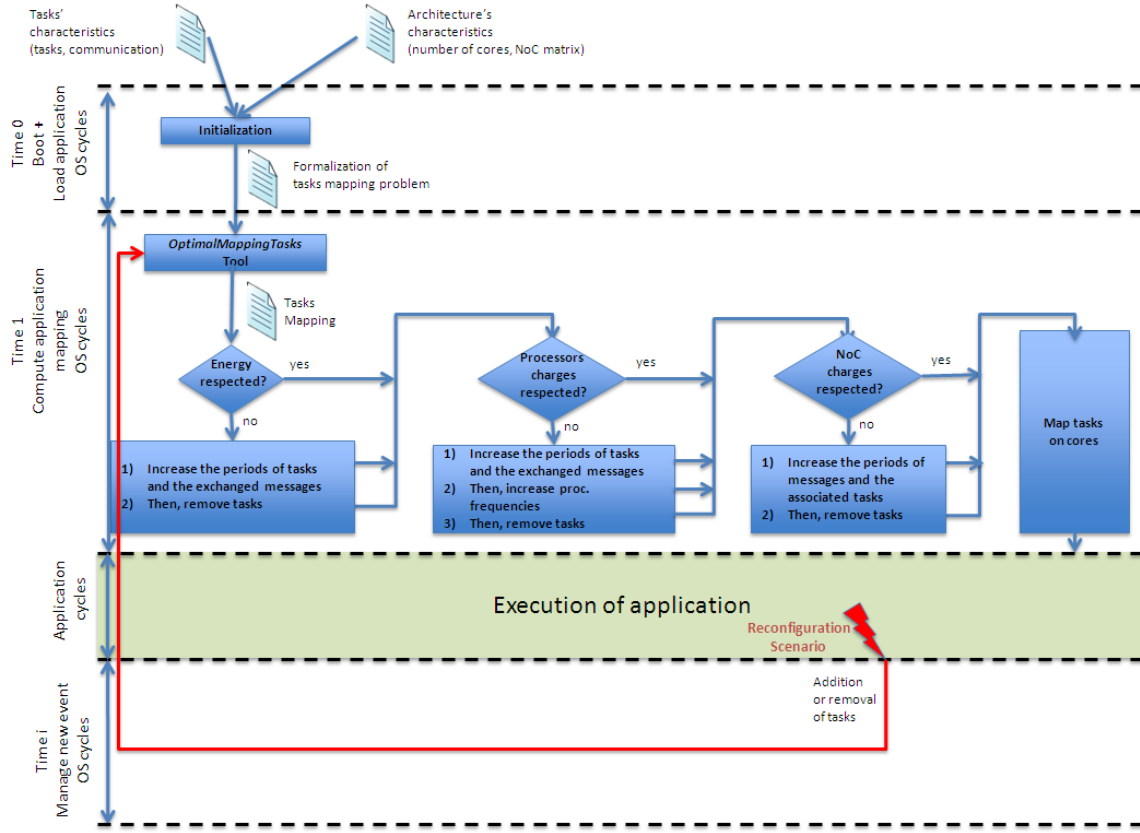 Tasks'
characteristics
(tasks, communication)
Architecture's
characteristics
(number of cores, NoC matrix)
Time 0
Boot +
Load application
OS cycles
Initialization
Formalization of
tasks mapping problem
Time 1
Compute application
mapping
OS cycles
OptimalMappingTasks
Tool
Tasks
Mapping
Energy
respected?
yes
no
Processors
charges
respected?
yes
no
NoC
charges
respected?
yes
no
1) Increase the periods of tasks
and the exchanged messages
2) Then, remove tasks
1) Increase the periods of tasks
and the exchanged messages
2) Then, increase proc.
frequencies
3) Then, remove tasks
1) Increase the periods of
messages and the
associated tasks
2) Then, remove tasks
Map tasks
on cores
Application
cycles
Execution of application
Reconfiguration
Scenario
Time i
Manage new event
OS cycles
Addition
or removal
of tasks